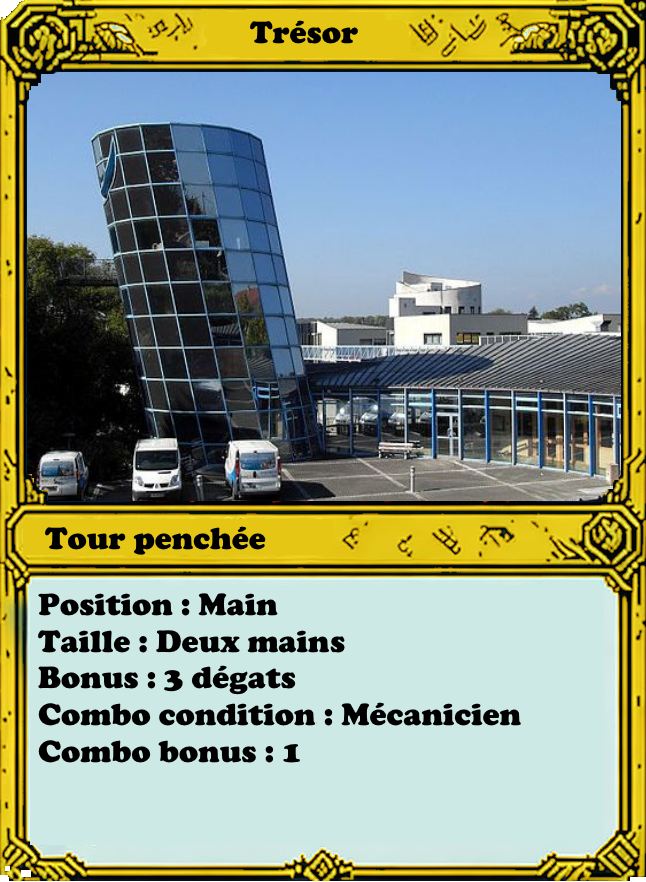 Trésor
Tour penchée
Position : Main
Taille : Deux mains
Bonus : 3 dégats
Combo condition : Mécanicien
Combo bonus : 1